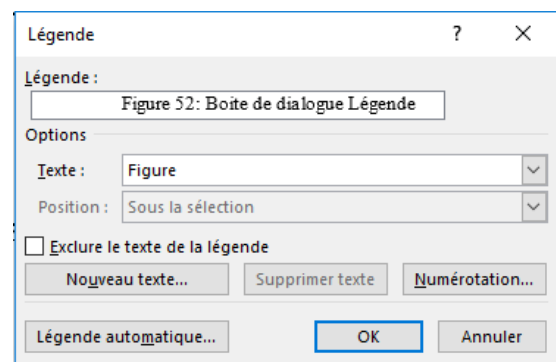 Légende ? ×
Légende :
Figure 52: Boite de dialogue Légende
Options
Texte : Figure
Position : Sous la sélection
Exclure le texte de la légende
Nouveau texte... Supprimer texte Numérotation...
Légende automatique... OK Annuler